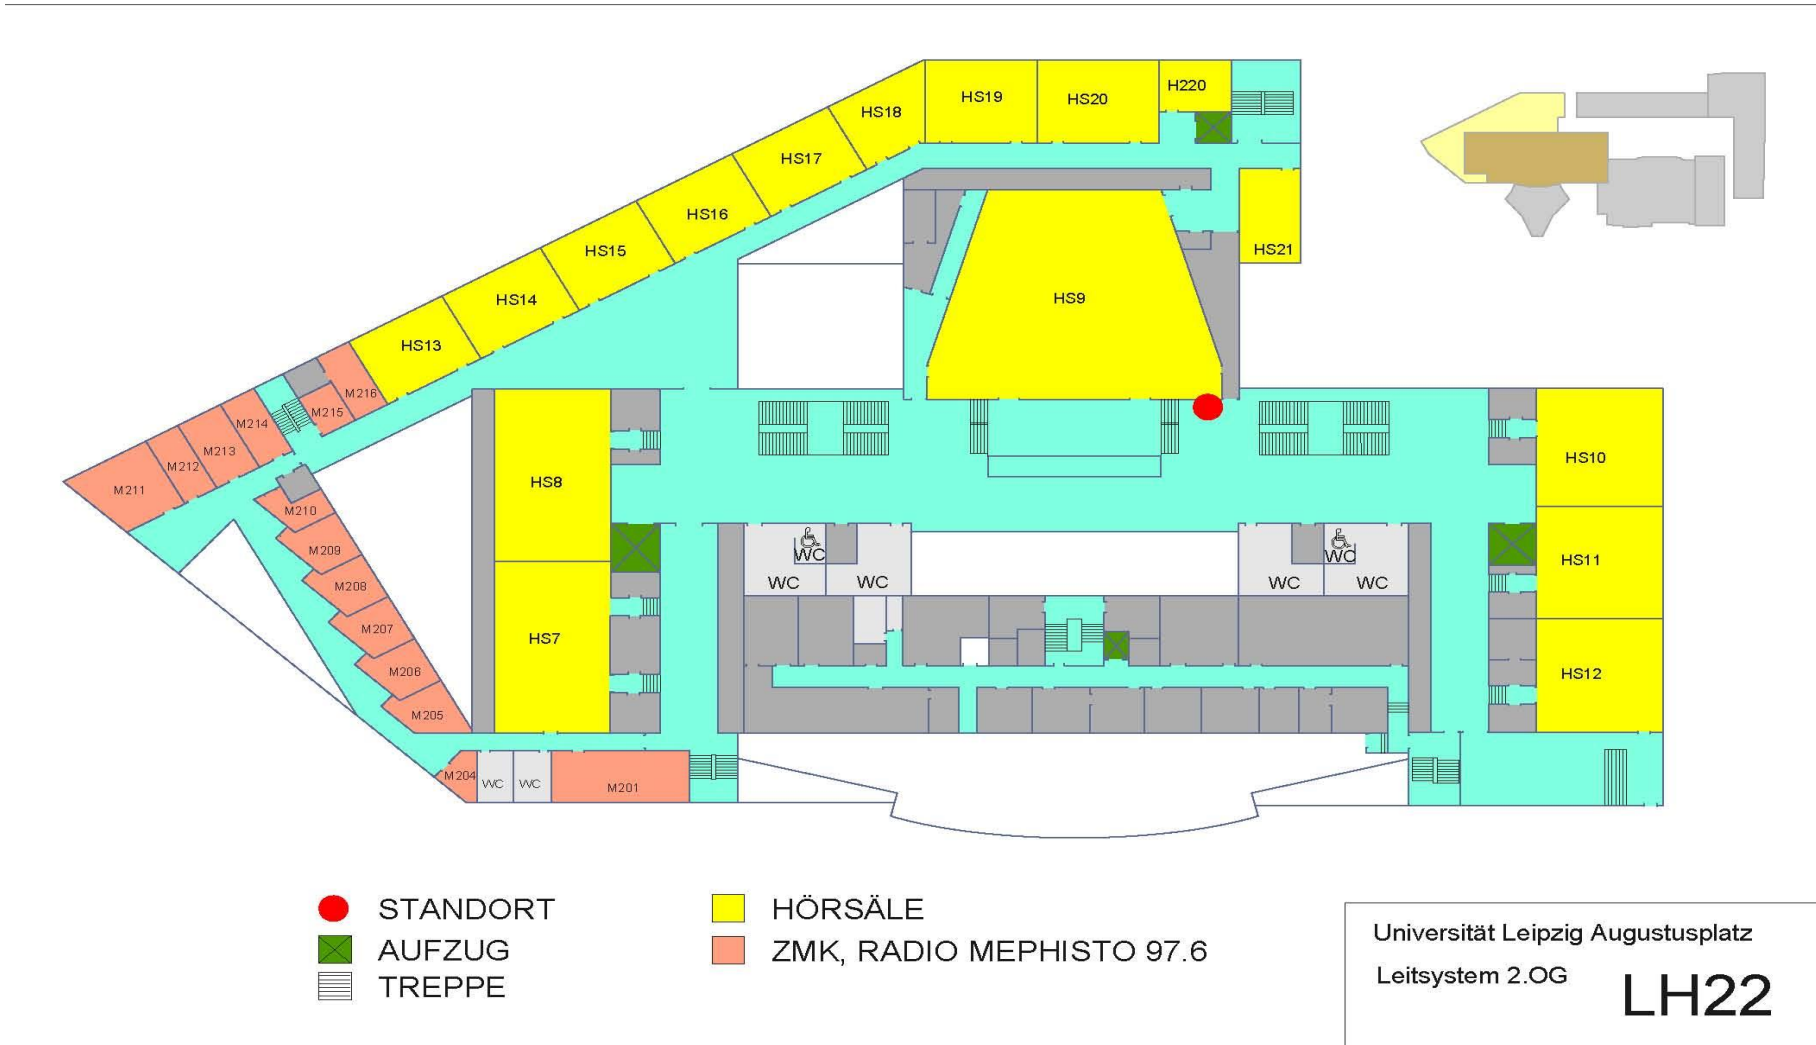 HS19
HS20
H220
HS18
HS17
HS16
HS15
HS14
HS13
HS21
HS9
M216
M215
M214
M213
M212
M211
M210
M209
M208
M207
M206
M205
M204
WC
WC
M201
HS8
HS7
WC
WC
WC
WC
WC
WC
HS10
HS11
HS12
STANDORT
AUFZUG
TREPPE
HÖRSÄLE
ZMK, RADIO MEPHISTO 97.6
Universität Leipzig Augustusplatz
Leitsystem 2.OG
LH22